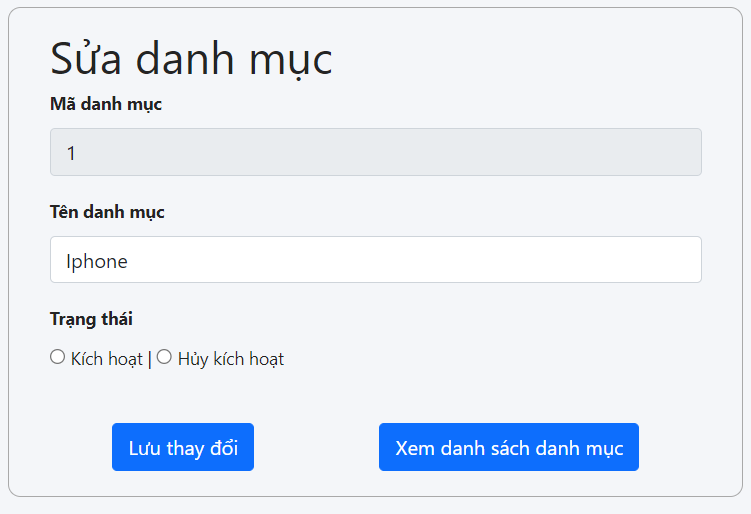 Sửa danh mục
Mã danh mục
1
Tên danh mục
Iphone
Trạng thái
Kích hoạt | Hủy kích hoạt
Lưu thay đổi Xem danh sách danh mục